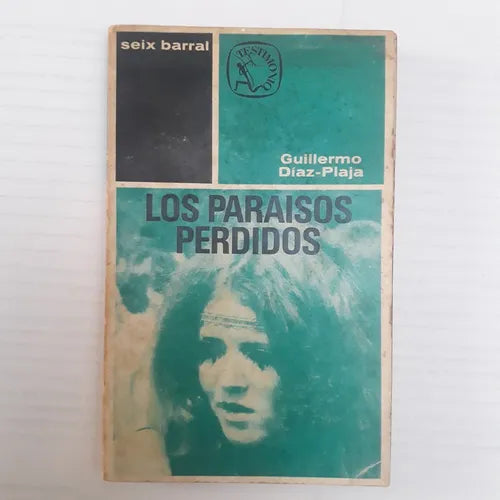 seix barral
TESTIMONIO
Guillermo
Díaz-Plaja
LOS PARAISOS
PERDIDOS